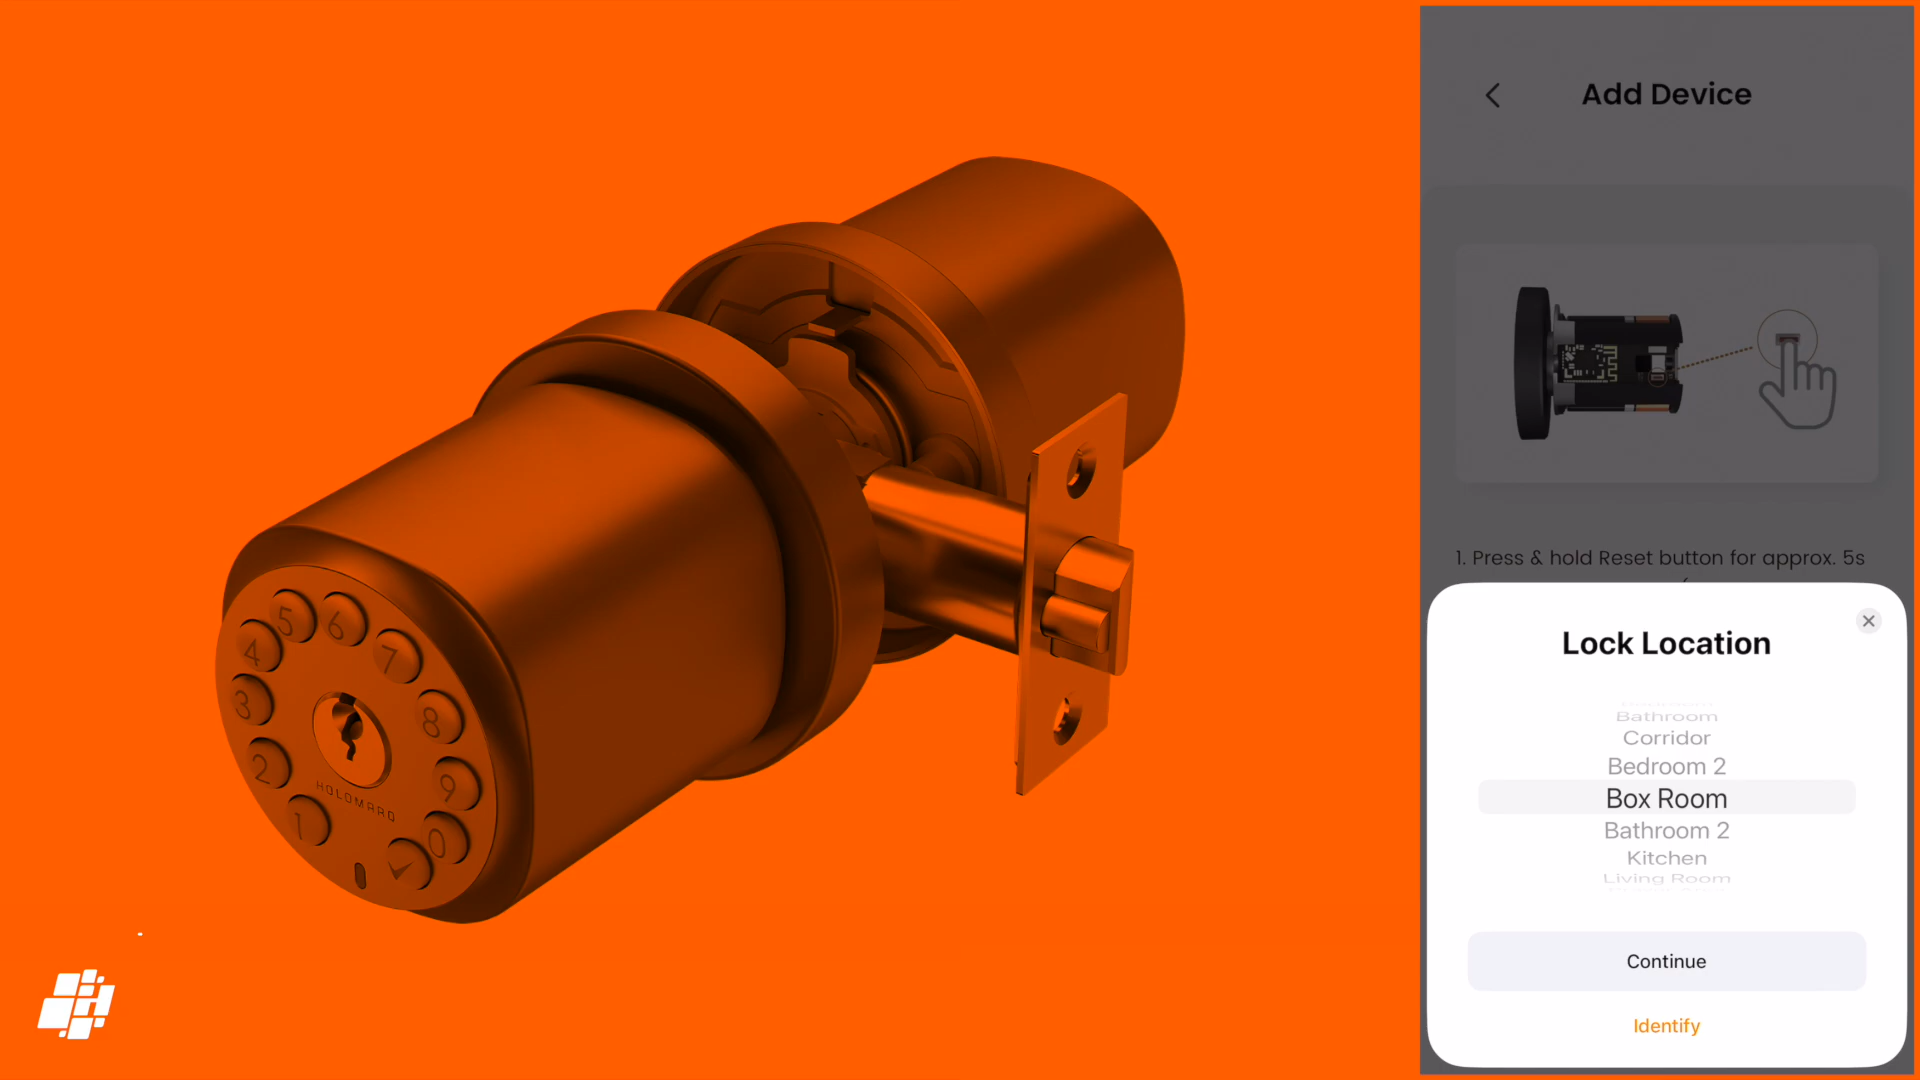 5
6
4
7
3
8
2
9
HOLOMARQ
1
0
Add Device
1. Press & hold Reset button for approx. 5s
Lock Location
Bathroom
Corridor
Bedroom 2
Box Room
Bathroom 2
Kitchen
Living Room
Continue
Identify